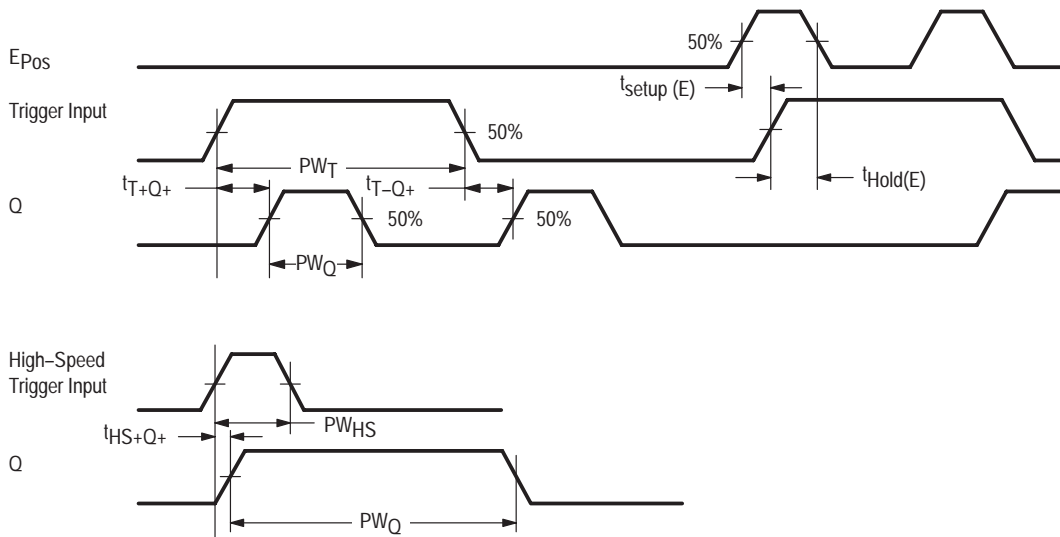 EPos
50%
tsetup (E)
Trigger Input
50%
PWT
tT+Q+
tT–Q+
tHold(E)
Q
50%
50%
PWQ
High–Speed
Trigger Input
PWHS
tHS+Q+
Q
PWQ